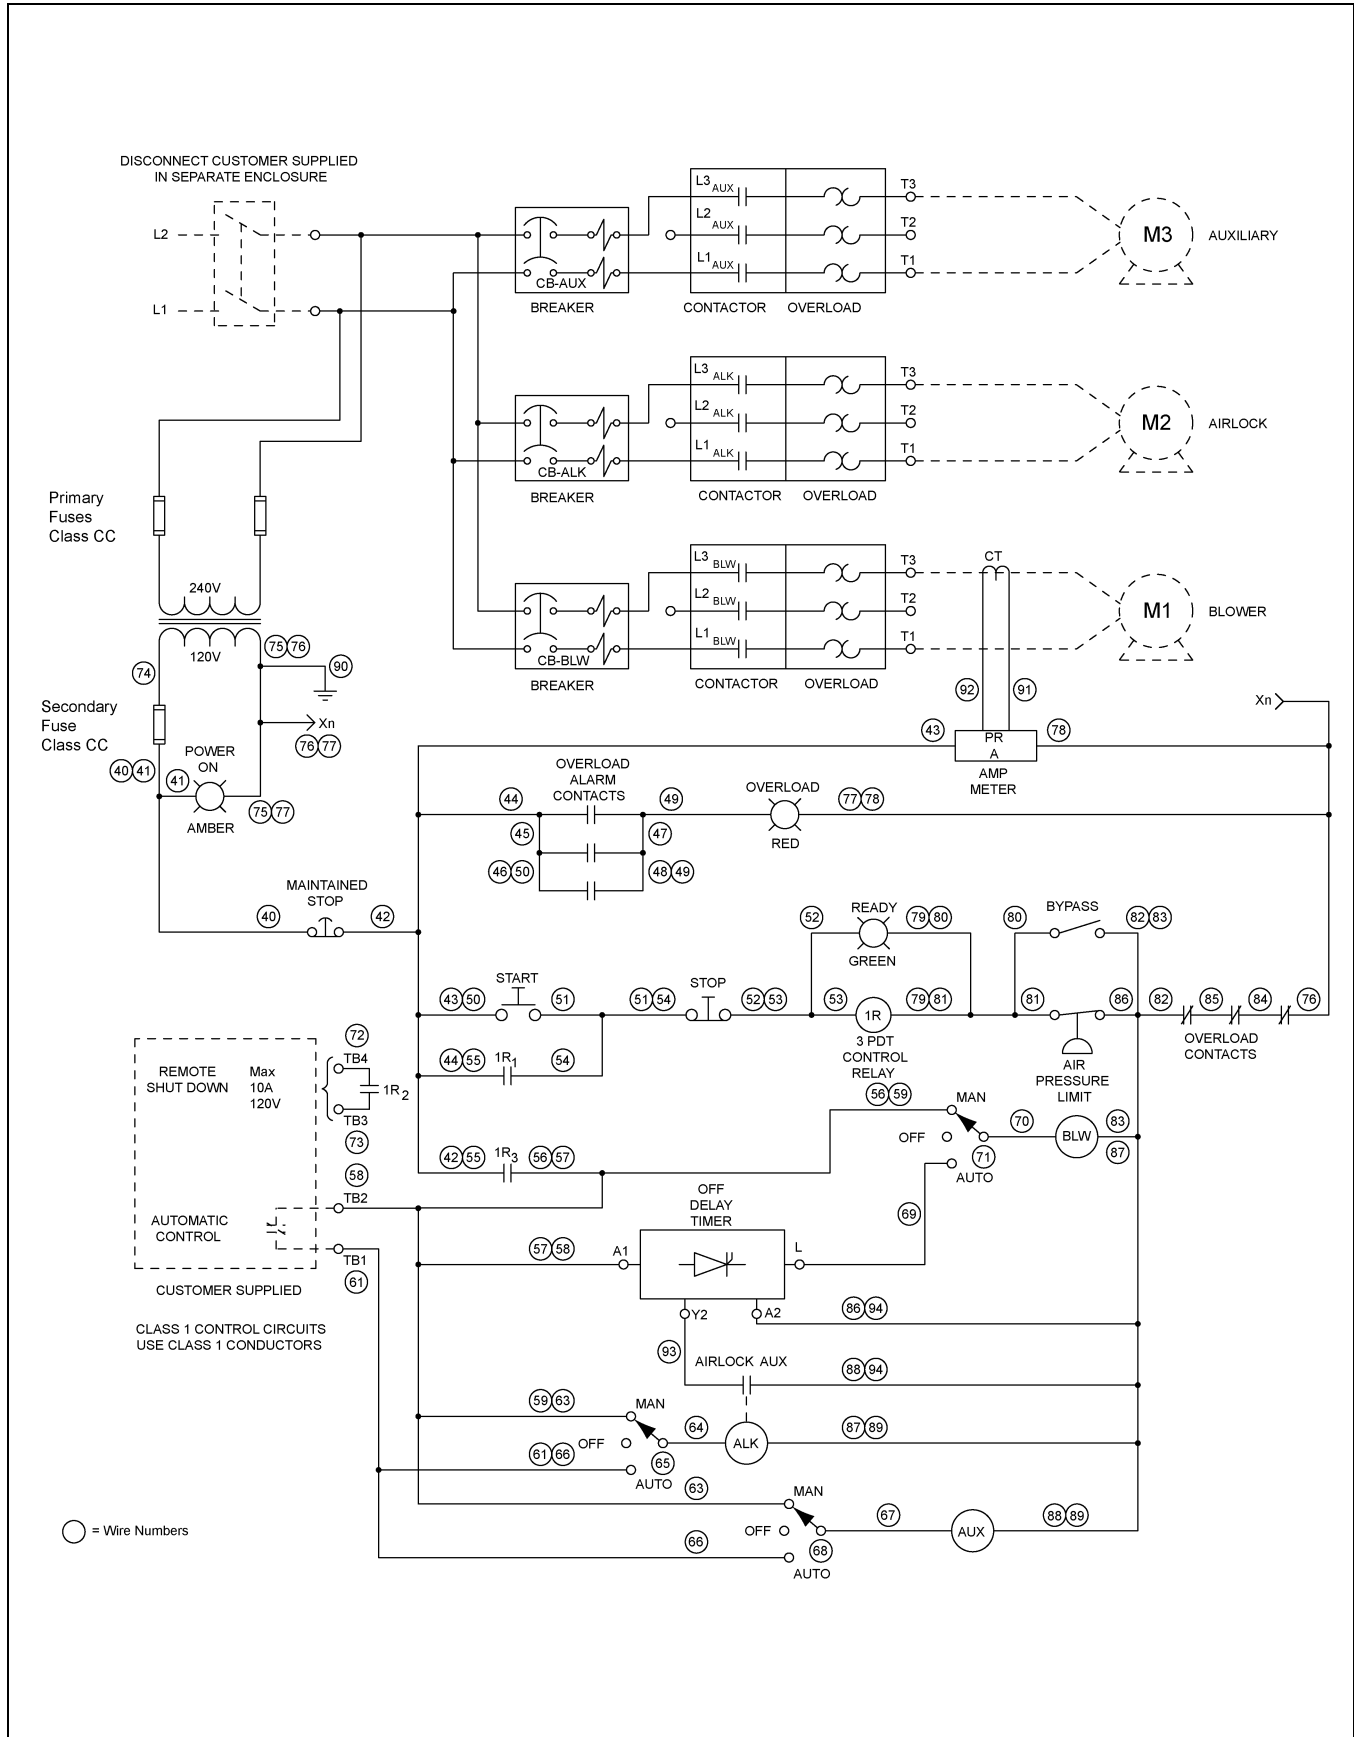 DISCONNECT CUSTOMER SUPPLIED
IN SEPARATE ENCLOSURE
L2
L1
CB-AUX
BREAKER
L3 AUX
L2 AUX
L1 AUX
CONTACTOR
OVERLOAD
T3
T2
T1
M3
AUXILIARY
CB-ALK
BREAKER
L3 ALK
L2 ALK
L1 ALK
CONTACTOR
OVERLOAD
T3
T2
T1
M2
AIRLOCK
CB-BLW
BREAKER
L3 BLW
L2 BLW
L1 BLW
CONTACTOR
OVERLOAD
T3
T2
T1
CT
M1
BLOWER
Primary
Fuses
Class CC
240V
120V
75 76
90
74
Xn
76 77
Secondary
Fuse
Class CC
40 41
41
POWER
ON
AMBER
75 77
92
91
Xn
43
PR
A
78
AMP
METER
OVERLOAD
ALARM
CONTACTS
44
49
45
47
46 50
48 49
OVERLOAD
RED
77 78
MAINTAINED
STOP
40
42
52
READY
GREEN
79 80
80
BYPASS
82 83
START
43 50
51
51 54
STOP
52 53
53
1R
79 81
3 PDT
CONTROL
RELAY
81
86
82
85
84
76
OVERLOAD
CONTACTS
AIR
PRESSURE
LIMIT
44 55
1R1
54
REMOTE
SHUT DOWN
Max
10A
120V
72
TB4
1R2
TB3
73
42 55
1R3
56 57
56 59
MAN
OFF
AUTO
71
70
BLW
83
87
58
TB2
AUTOMATIC
CONTROL
TB1
61
CUSTOMER SUPPLIED
CLASS 1 CONTROL CIRCUITS
USE CLASS 1 CONDUCTORS
OFF
DELAY
TIMER
69
57 58
A1
L
Y2
A2
86 94
93
AIRLOCK AUX
88 94
59 63
MAN
OFF
61 66
AUTO
65
64
ALK
87 89
63
MAN
OFF
66
AUTO
68
67
AUX
88 89
= Wire Numbers